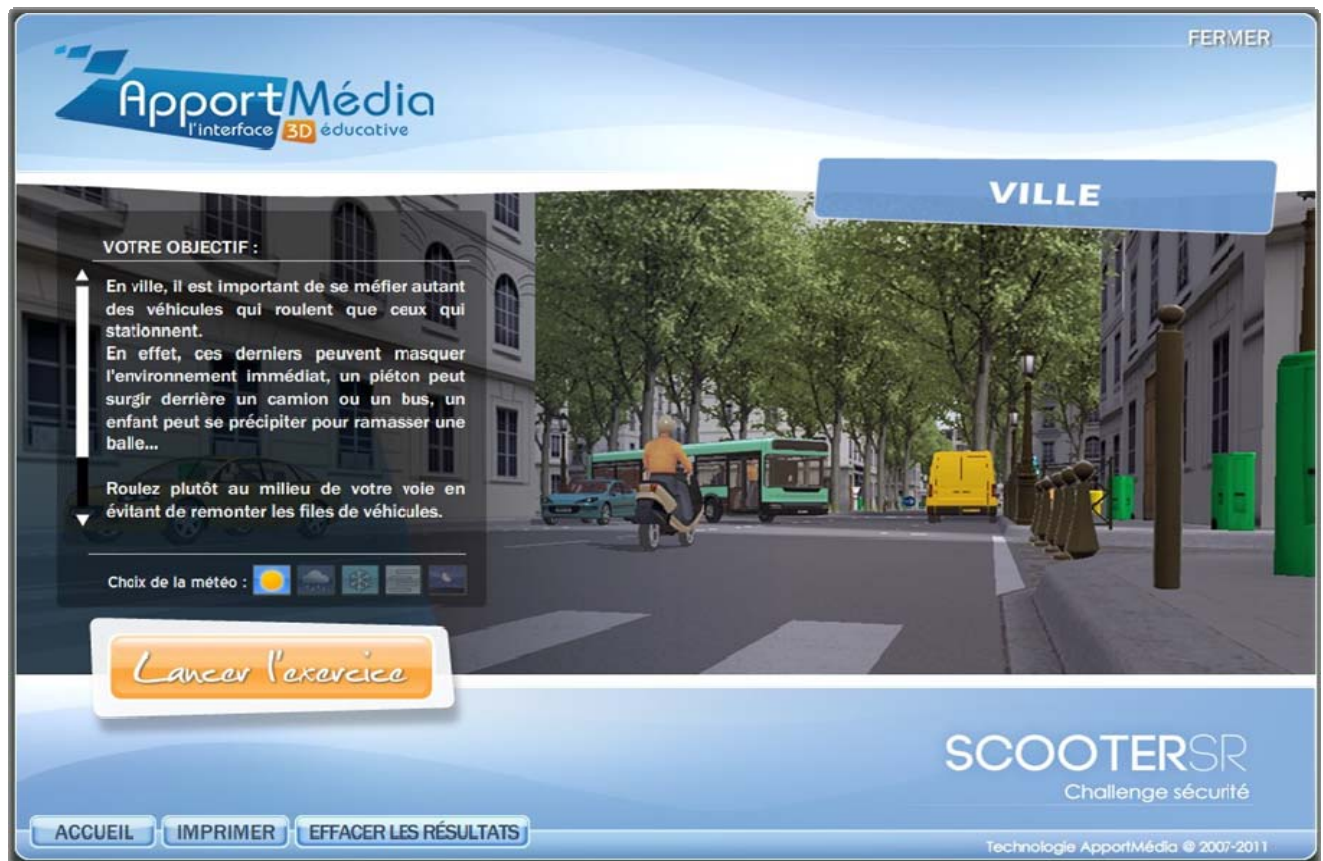 FERMER
ApportMédia
l'interface 3D éducative
VILLE
VOTRE OBJECTIF :
En ville, il est important de se méfier autant
des véhicules qui roulent que ceux qui
stationnent.
En effet, ces derniers peuvent masquer
l'environnement immédiat, un piéton peut
surgir derrière un camion ou un bus, un
enfant peut se précipiter pour ramasser une
balle...
Roulez plutôt au milieu de votre voie en
évitant de remonter les files de véhicules.
Choix de la météo :
Lancer l'exercice
SCOOTERSR
Challenge sécurité
ACCUEIL
IMPRIMER
EFFACER LES RÉSULTATS
Technologie ApportMédia © 2007-2011